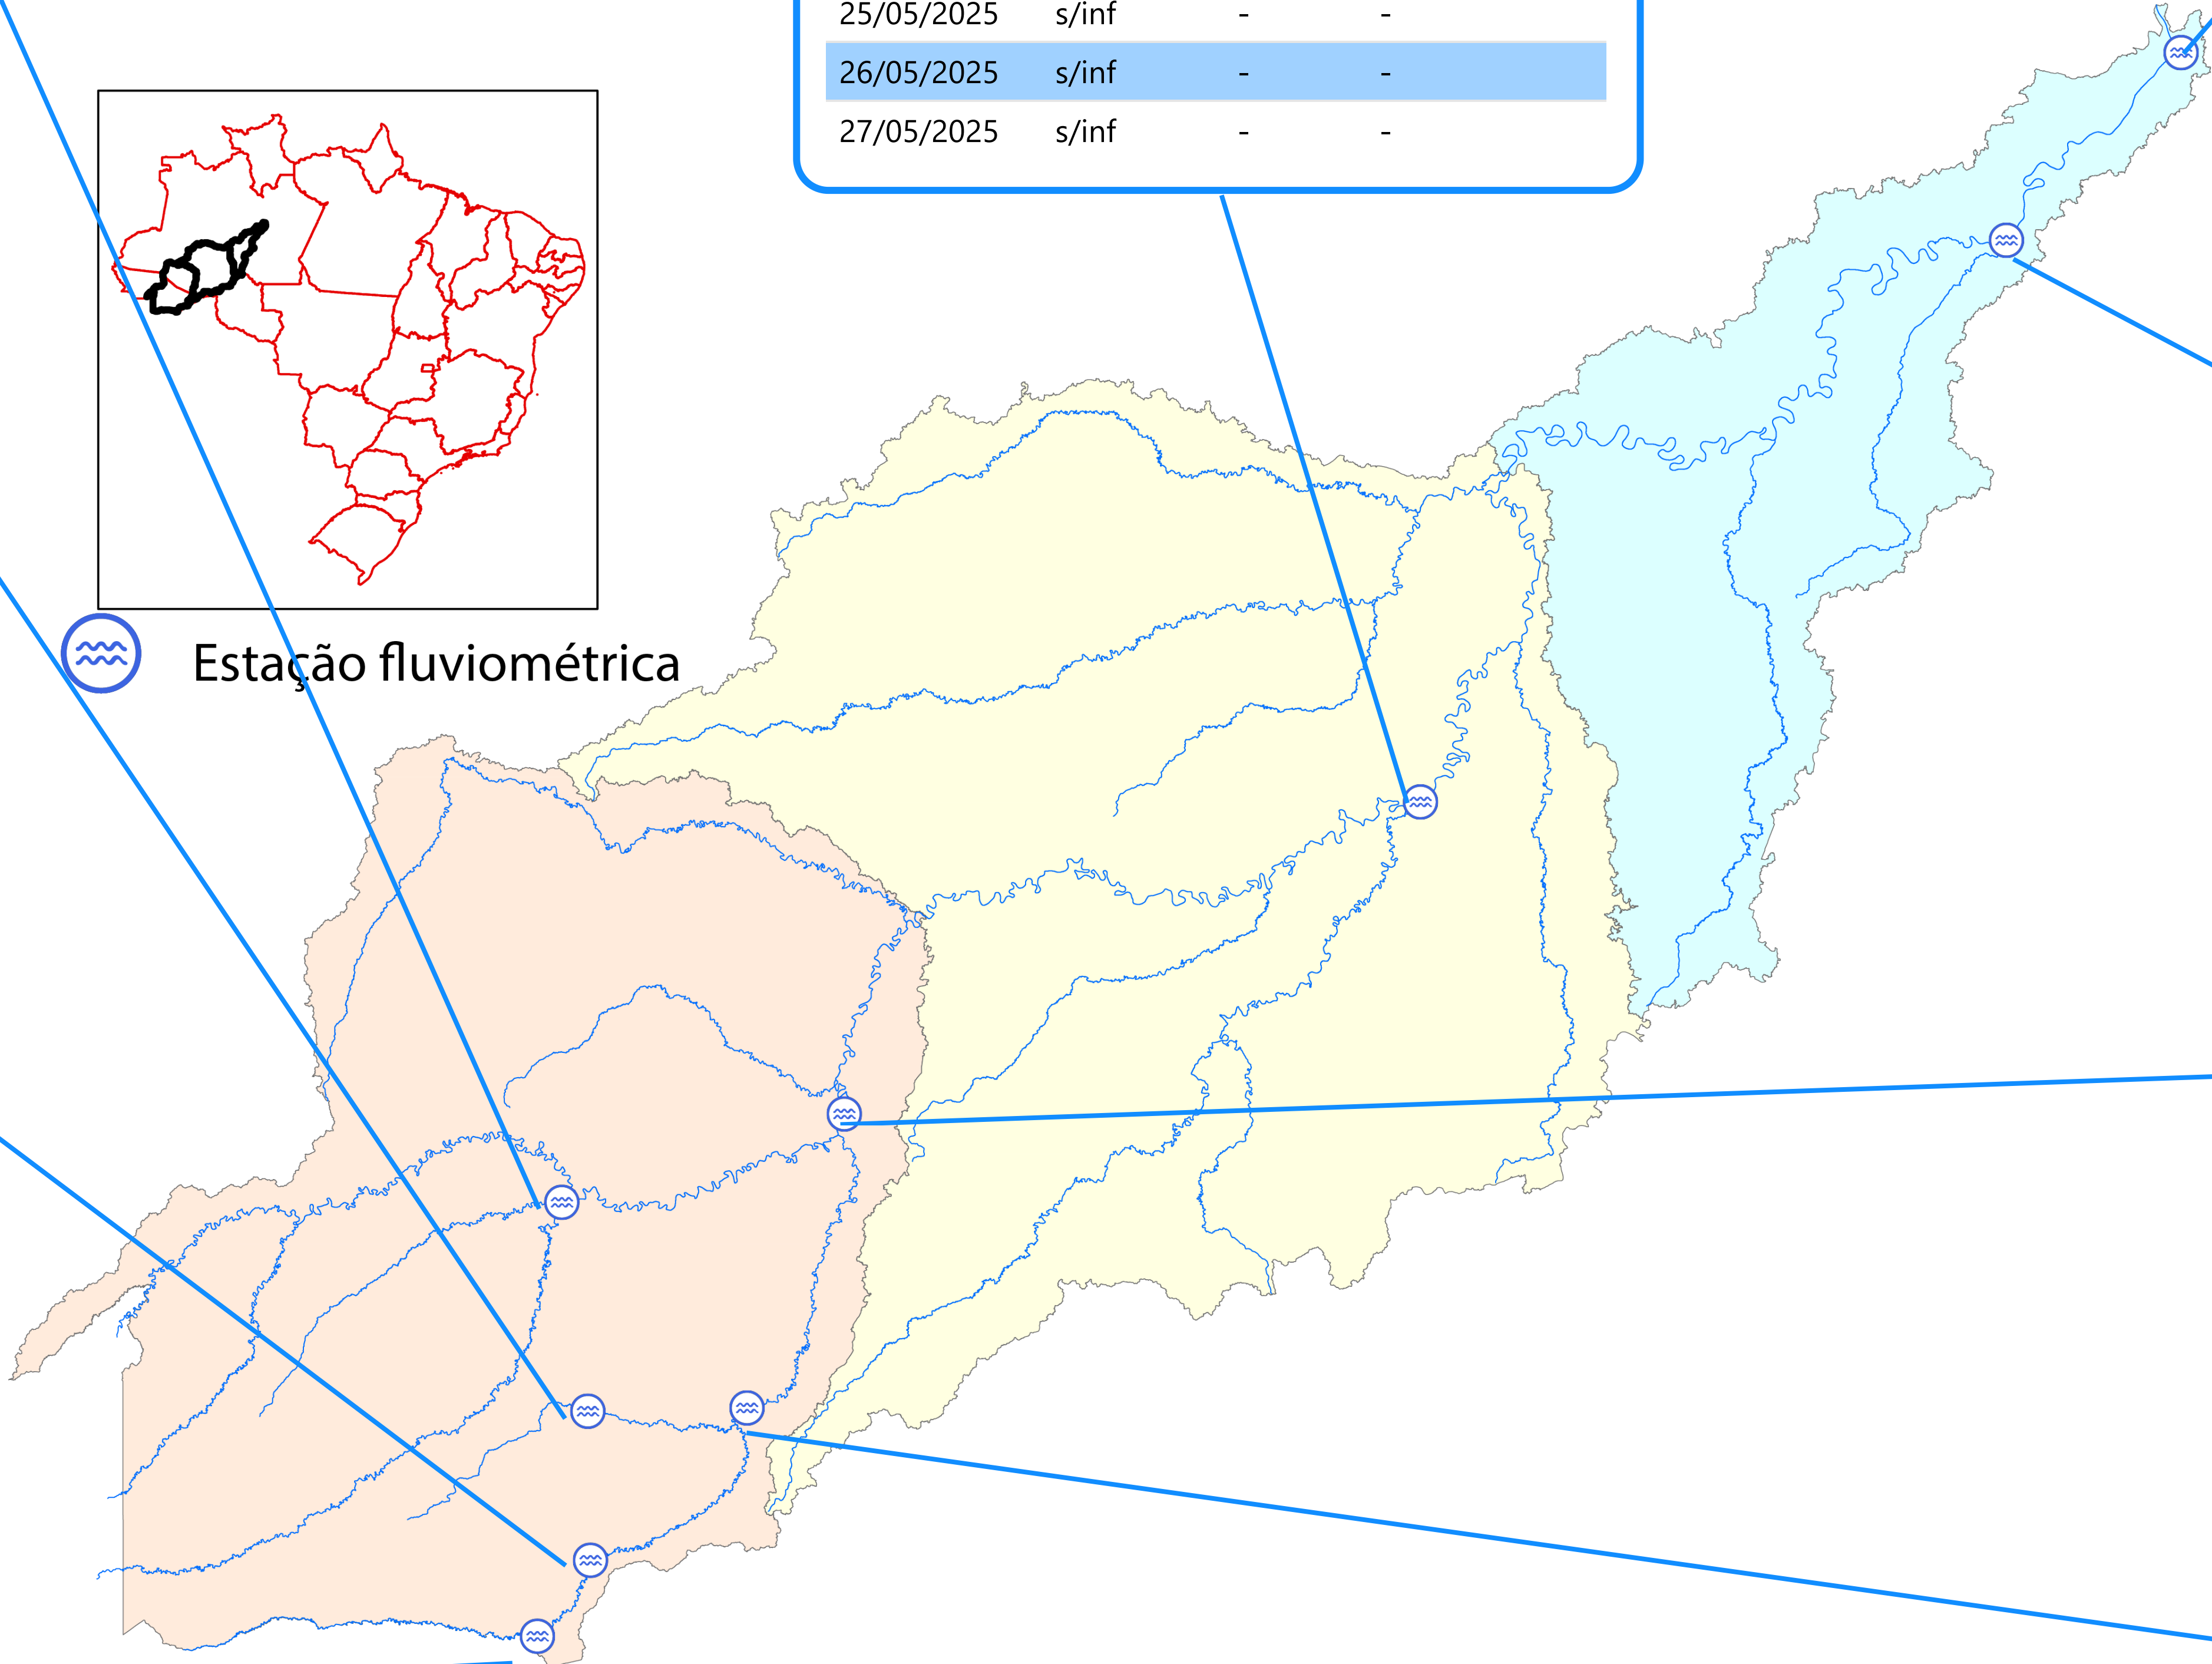 25/05/2025 s/inf - -
26/05/2025 s/inf - -
27/05/2025 s/inf - -
Estação fluviométrica